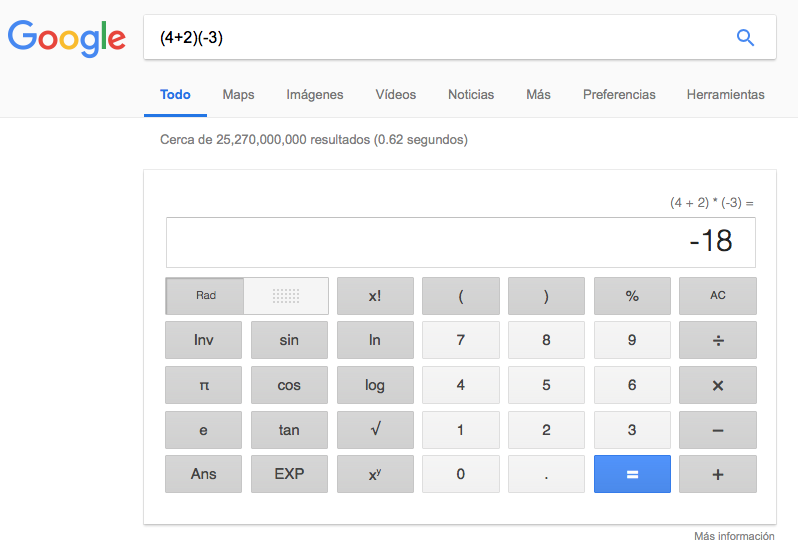 Google
(4+2)(-3)
Todo Maps Imágenes Vídeos Noticias Más Preferencias Herramientas
Cerca de 25,270,000,000 resultados (0.62 segundos)
(4 + 2) * (-3) =
-18
Rad x! ( ) % AC
Inv sin ln 7 8 9 ÷
π cos log 4 5 6 ×
e tan √ 1 2 3 −
Ans EXP xʸ 0 . = +
Más información